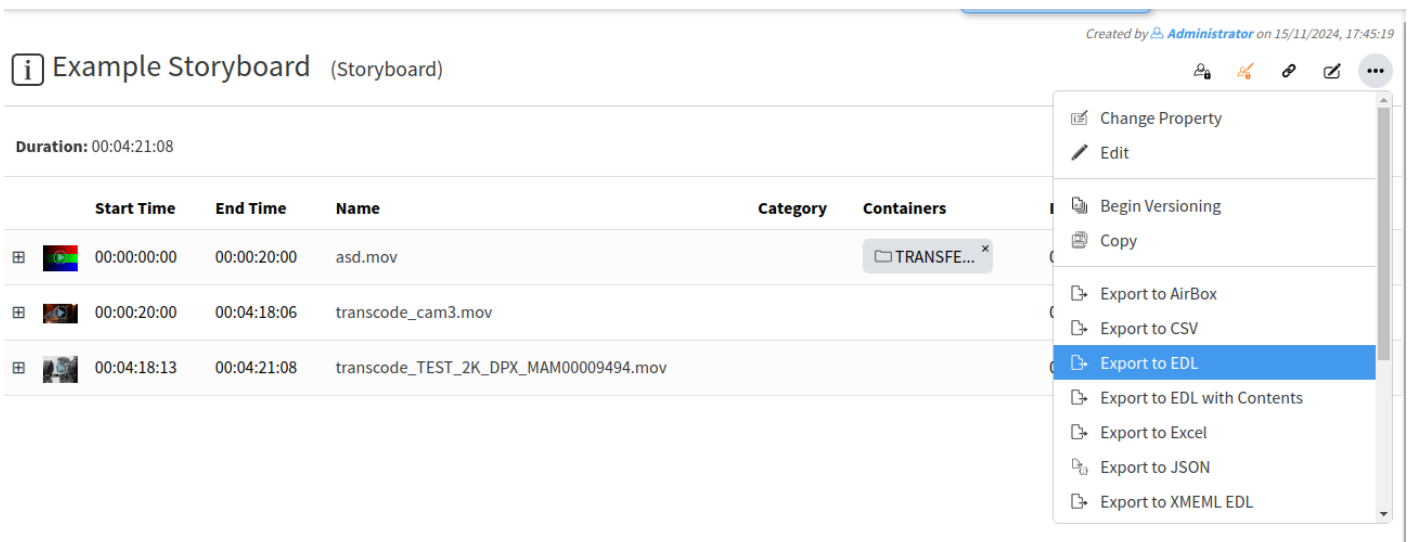 Created by Administrator on 15/11/2024, 17:45:19
i Example Storyboard (Storyboard)
Duration: 00:04:21:08
Start Time End Time Name Category Containers
00:00:00:00 00:00:20:00 asd.mov TRANSFE... ×
00:00:20:00 00:04:18:06 transcode_cam3.mov
00:04:18:13 00:04:21:08 transcode_TEST_2K_DPX_MAM00009494.mov
Change Property
Edit
Begin Versioning
Copy
Export to AirBox
Export to CSV
Export to EDL
Export to EDL with Contents
Export to Excel
Export to JSON
Export to XMEML EDL